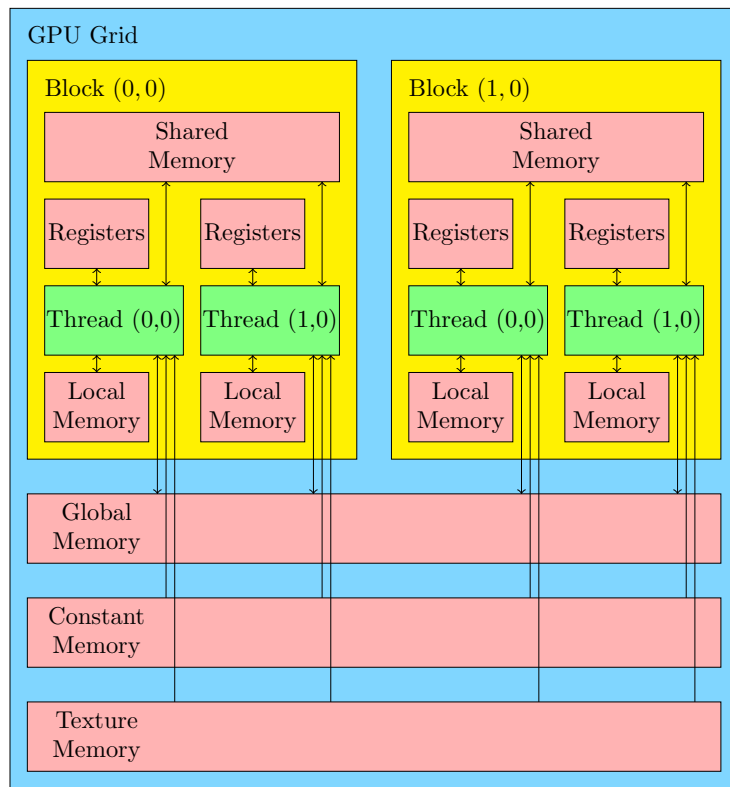 GPU Grid
Block (0, 0)
Shared
Memory
Registers
Registers
Thread (0,0)
Thread (1,0)
Local
Memory
Local
Memory
Block (1, 0)
Shared
Memory
Registers
Registers
Thread (0,0)
Thread (1,0)
Local
Memory
Local
Memory
Global
Memory
Constant
Memory
Texture
Memory